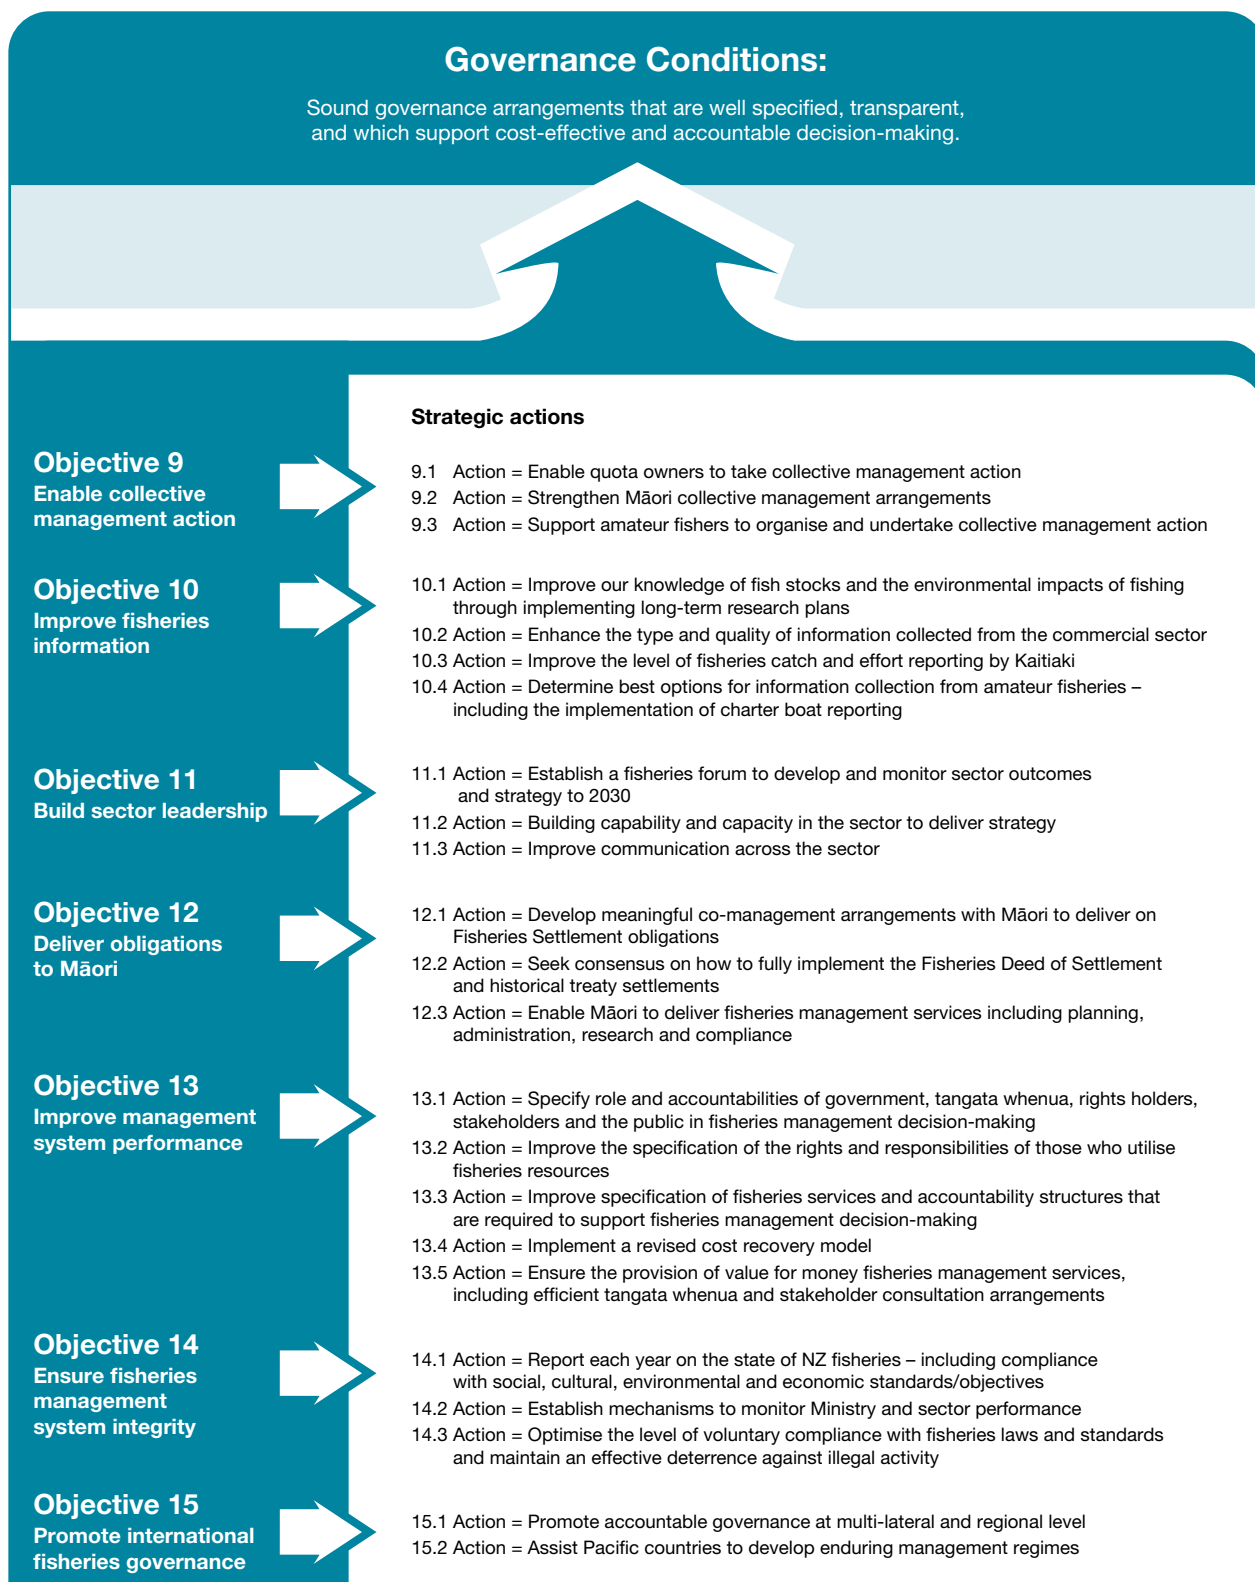 Governance Conditions:
Sound governance arrangements that are well specified, transparent,
and which support cost-effective and accountable decision-making.
Strategic actions
Objective 9
Enable collective
management action
9.1 Action = Enable quota owners to take collective management action
9.2 Action = Strengthen Māori collective management arrangements
9.3 Action = Support amateur fishers to organise and undertake collective management action
Objective 10
Improve fisheries
information
10.1 Action = Improve our knowledge of fish stocks and the environmental impacts of fishing
through implementing long-term research plans
10.2 Action = Enhance the type and quality of information collected from the commercial sector
10.3 Action = Improve the level of fisheries catch and effort reporting by Kaitiaki
10.4 Action = Determine best options for information collection from amateur fisheries –
including the implementation of charter boat reporting
Objective 11
Build sector leadership
11.1 Action = Establish a fisheries forum to develop and monitor sector outcomes
and strategy to 2030
11.2 Action = Building capability and capacity in the sector to deliver strategy
11.3 Action = Improve communication across the sector
Objective 12
Deliver obligations
to Māori
12.1 Action = Develop meaningful co-management arrangements with Māori to deliver on
Fisheries Settlement obligations
12.2 Action = Seek consensus on how to fully implement the Fisheries Deed of Settlement
and historical treaty settlements
12.3 Action = Enable Māori to deliver fisheries management services including planning,
administration, research and compliance
Objective 13
Improve management
system performance
13.1 Action = Specify role and accountabilities of government, tangata whenua, rights holders,
stakeholders and the public in fisheries management decision-making
13.2 Action = Improve the specification of the rights and responsibilities of those who utilise
fisheries resources
13.3 Action = Improve specification of fisheries services and accountability structures that
are required to support fisheries management decision-making
13.4 Action = Implement a revised cost recovery model
13.5 Action = Ensure the provision of value for money fisheries management services,
including efficient tangata whenua and stakeholder consultation arrangements
Objective 14
Ensure fisheries
management
system integrity
14.1 Action = Report each year on the state of NZ fisheries – including compliance
with social, cultural, environmental and economic standards/objectives
14.2 Action = Establish mechanisms to monitor Ministry and sector performance
14.3 Action = Optimise the level of voluntary compliance with fisheries laws and standards
and maintain an effective deterrence against illegal activity
Objective 15
Promote international
fisheries governance
15.1 Action = Promote accountable governance at multi-lateral and regional level
15.2 Action = Assist Pacific countries to develop enduring management regimes